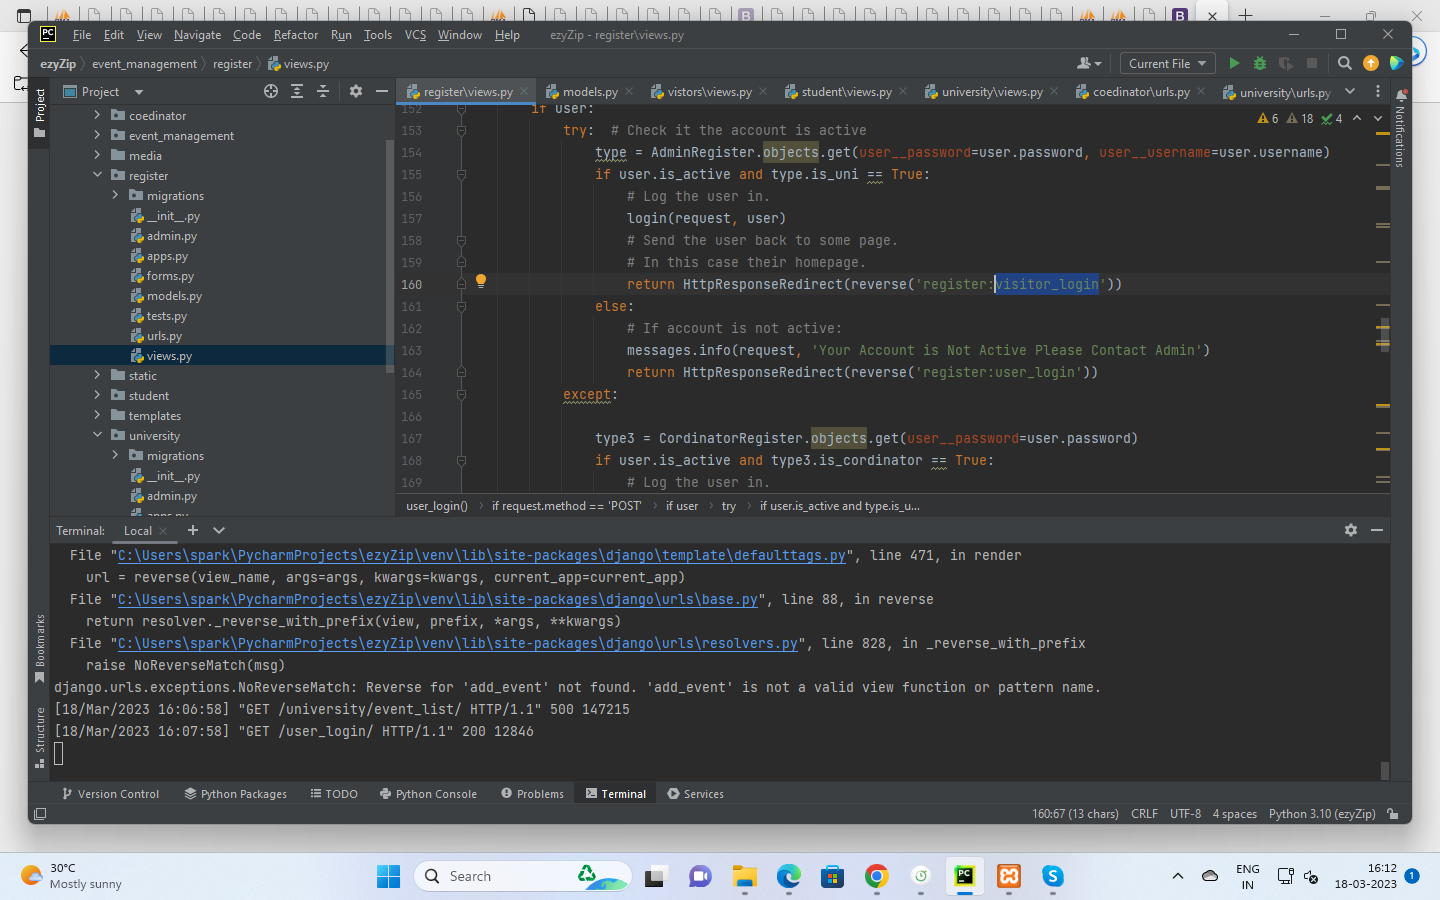 PC File Edit View Navigate Code Refactor Run Tools VCS Window Help ezyZip - register\views.py
ezyZip event_management register views.py Current File
Project register\views.py models.py vistors\views.py student\views.py university\views.py coedinator\urls.py university\urls.py
Project
Notifications
coedinator
event_management
media
register
migrations
__init__.py
admin.py
apps.py
forms.py
models.py
tests.py
urls.py
views.py
static
student
templates
university
migrations
__init__.py
admin.py
apps.py
6 18 4
152 if user:
153 try: # Check it the account is active
154 type = AdminRegister.objects.get(user__password=user.password, user__username=user.username)
155 if user.is_active and type.is_uni == True:
156 # Log the user in.
157 login(request, user)
158 # Send the user back to some page.
159 # In this case their homepage.
160 return HttpResponseRedirect(reverse('register:visitor_login'))
161 else:
162 # If account is not active:
163 messages.info(request, 'Your Account is Not Active Please Contact Admin')
164 return HttpResponseRedirect(reverse('register:user_login'))
165 except:
166
167 type3 = CordinatorRegister.objects.get(user__password=user.password)
168 if user.is_active and type3.is_cordinator == True:
169 # Log the user in.
user_login() if request.method == 'POST' if user try if user.is_active and type.is_u...
Terminal: Local
File "C:\Users\spark\PycharmProjects\ezyZip\venv\lib\site-packages\django\template\defaulttags.py", line 471, in render
url = reverse(view_name, args=args, kwargs=kwargs, current_app=current_app)
File "C:\Users\spark\PycharmProjects\ezyZip\venv\lib\site-packages\django\urls\base.py", line 88, in reverse
return resolver._reverse_with_prefix(view, prefix, *args, **kwargs)
File "C:\Users\spark\PycharmProjects\ezyZip\venv\lib\site-packages\django\urls\resolvers.py", line 828, in _reverse_with_prefix
raise NoReverseMatch(msg)
django.urls.exceptions.NoReverseMatch: Reverse for 'add_event' not found. 'add_event' is not a valid view function or pattern name.
[18/Mar/2023 16:06:58] "GET /university/event_list/ HTTP/1.1" 500 147215
[18/Mar/2023 16:07:58] "GET /user_login/ HTTP/1.1" 200 12846
Bookmarks
Structure
Version Control Python Packages TODO Python Console Problems Terminal Services
160:67 (13 chars) CRLF UTF-8 4 spaces Python 3.10 (ezyZip)
30°C
Mostly sunny
Search
ENG
IN
16:12
18-03-2023
1